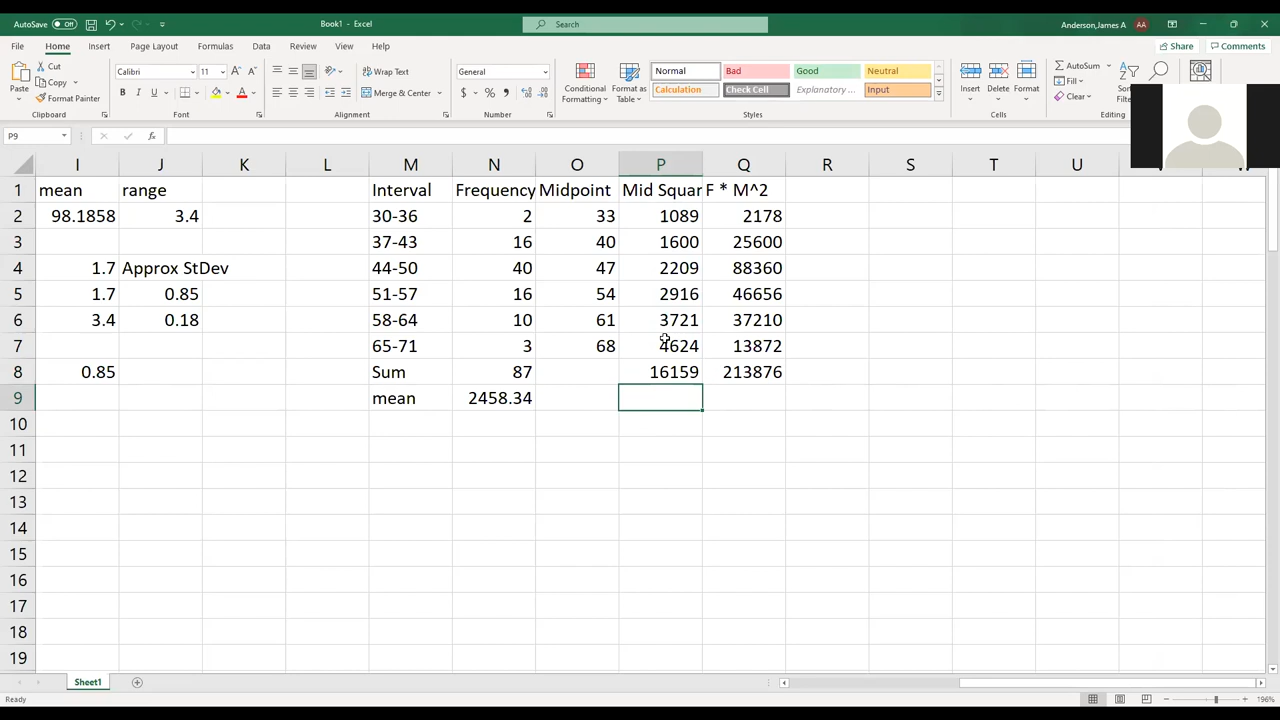 AutoSave Off Book1 - Excel Search Anderson,James A AA
File Home Insert Page Layout Formulas Data Review View Help Share Comments
Paste Cut Copy Format Painter Clipboard
Calibri 11 A A B I U A Font
ab Wrap Text Merge & Center Alignment
General $ % 9 Number
Conditional Formatting Format as Table
Normal Bad Good Neutral
Calculation Check Cell Explanatory ... Input
Styles
Insert Delete Format Cells
AutoSum Fill Clear Editing
P9 fx
I J K L M N O P Q R S T U
1 mean range Interval Frequency Midpoint Mid Squar F * M^2
2 98.1858 3.4 30-36 2 33 1089 2178
3 37-43 16 40 1600 25600
4 1.7 Approx StDev 44-50 40 47 2209 88360
5 1.7 0.85 51-57 16 54 2916 46656
6 3.4 0.18 58-64 10 61 3721 37210
7 65-71 3 68 4624 13872
8 0.85 Sum 87 16159 213876
9 mean 2458.34
10
11
12
13
14
15
16
17
18
19
Sheet1
Ready 196%